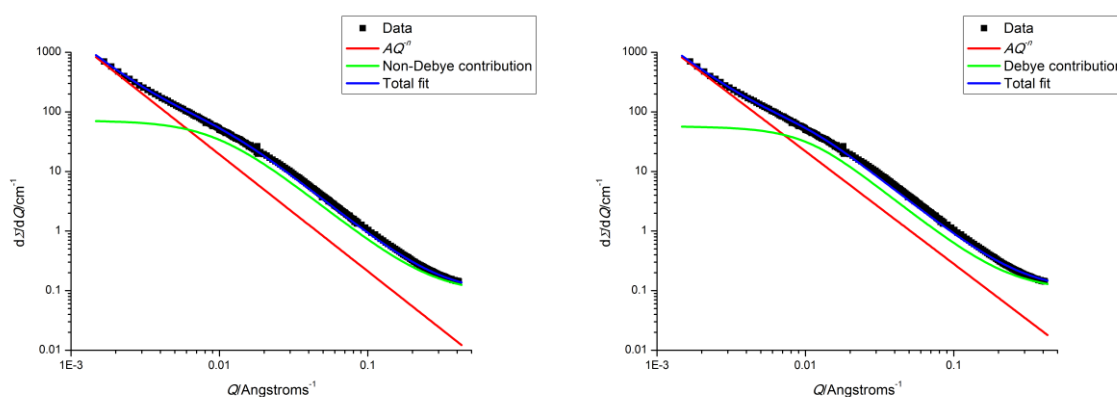 Data
AQ⁻ⁿ
Non-Debye contribution
Total fit
1000
100
10
1
0.1
0.01
1E-3
0.01
0.1
dΣ/dQ/cm⁻¹
Q/Angstroms⁻¹
Data
AQ⁻ⁿ
Debye contribution
Total fit
1000
100
10
1
0.1
0.01
1E-3
0.01
0.1
dΣ/dQ/cm⁻¹
Q/Angstroms⁻¹